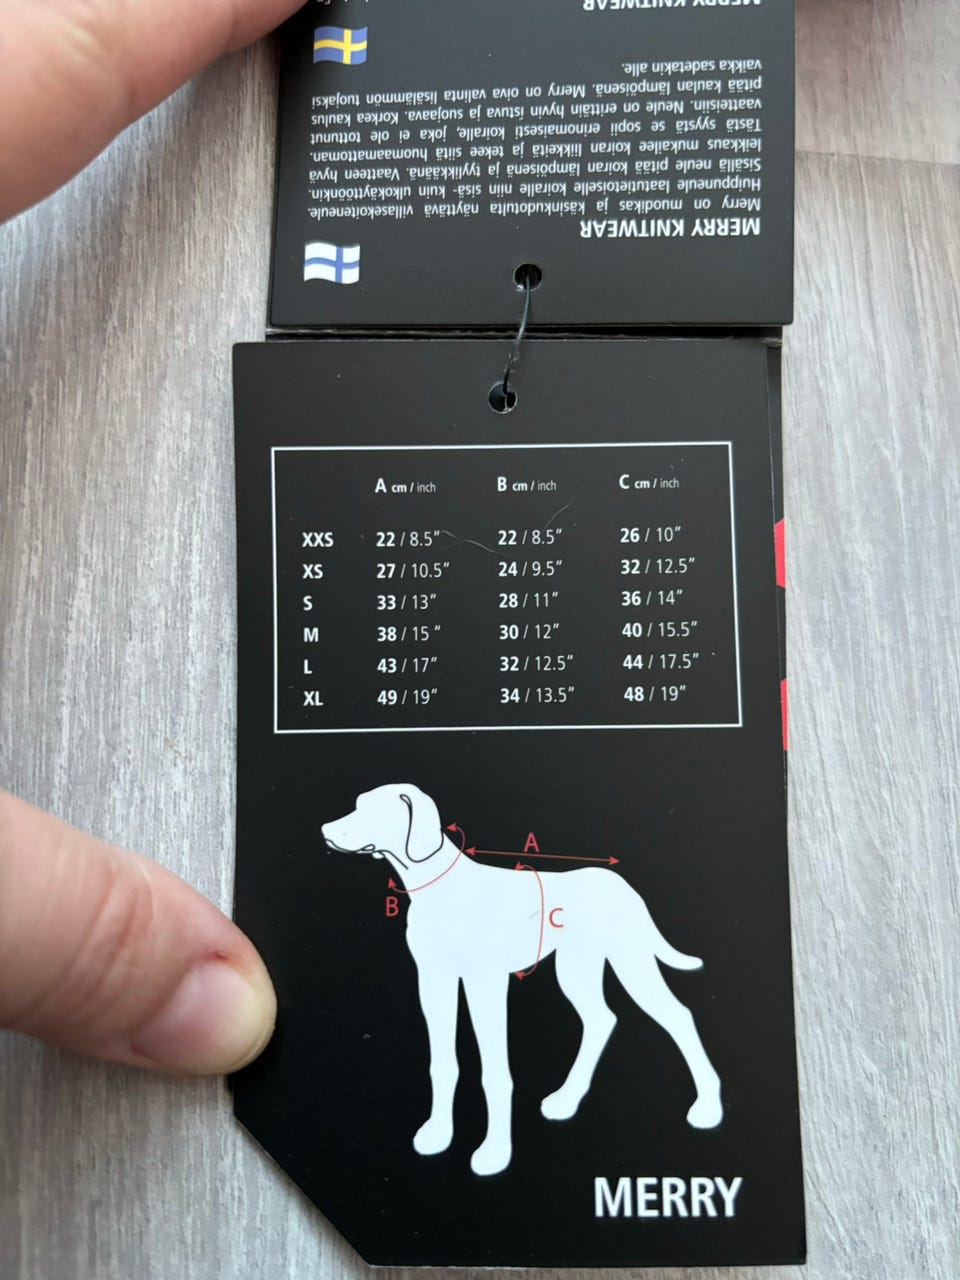 MERRY KNITWEAR
Merry on muodikas ja käsinkudotulta näyttävä villasekoiteneule.
Huippuneule laatutietoiselle koiralle niin sisä- kuin ulkokäyttöönkin.
Sisällä neule pitää koiran lämpöisenä ja tyylikkäänä. Vaatteen hyvä
leikkaus mukailee koiran liikkeitä ja tekee siitä huomaamattoman.
Tästä syystä se sopii erinomaisesti koiralle, joka ei ole tottunut
vaatteisiin. Neule on erittäin hyvin istuva ja suojaava. Korkea kaulus
pitää kaulan lämpöisenä. Merry on oiva valinta lisälämmön tuojaksi
vaikka sadetakin alle.
MERRY KNITWEAR
A cm / inch B cm / inch C cm / inch
XXS 22 / 8.5" 22 / 8.5" 26 / 10"
XS 27 / 10.5" 24 / 9.5" 32 / 12.5"
S 33 / 13" 28 / 11" 36 / 14"
M 38 / 15 " 30 / 12" 40 / 15.5"
L 43 / 17" 32 / 12.5" 44 / 17.5"
XL 49 / 19" 34 / 13.5" 48 / 19"
A
B
C
MERRY